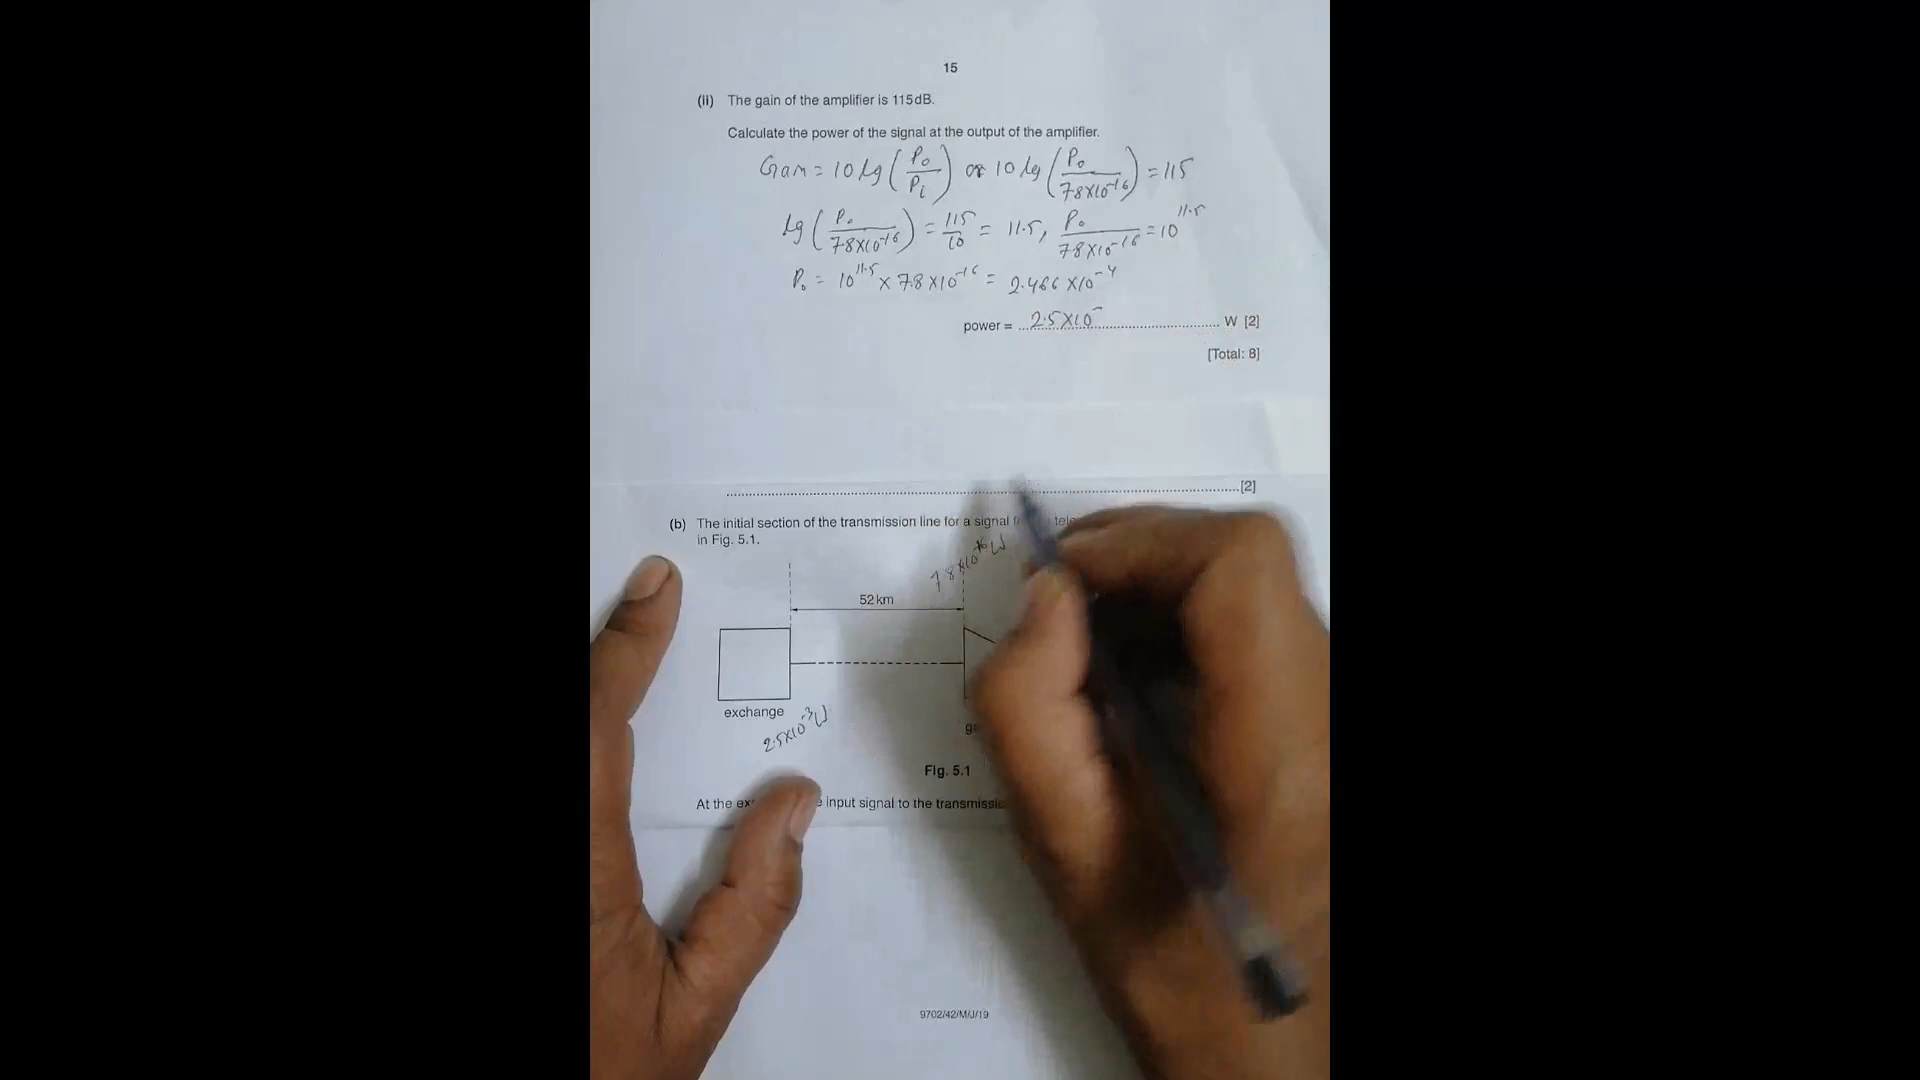 15
(ii) The gain of the amplifier is 115 dB.
Calculate the power of the signal at the output of the amplifier.
Gain = 10 lg (P₀/Pᵢ) or 10 lg (P₀/7.8×10⁻¹⁶) = 115
lg (P₀/7.8×10⁻¹⁶) = 115/10 = 11.5, P₀/7.8×10⁻¹⁶ = 10^11.5
P₀ = 10^11.5 × 7.8×10⁻¹⁶ = 2.466 ×10⁻⁴
power = 2.5×10⁻ W [2]
[Total: 8]
[2]
(b) The initial section of the transmission line for a signal
in Fig. 5.1.
7.8×10⁻¹⁶W
52 km
exchange
2.5×10⁻³W
Fig. 5.1
At the input signal to the
9702/42/M/J/19